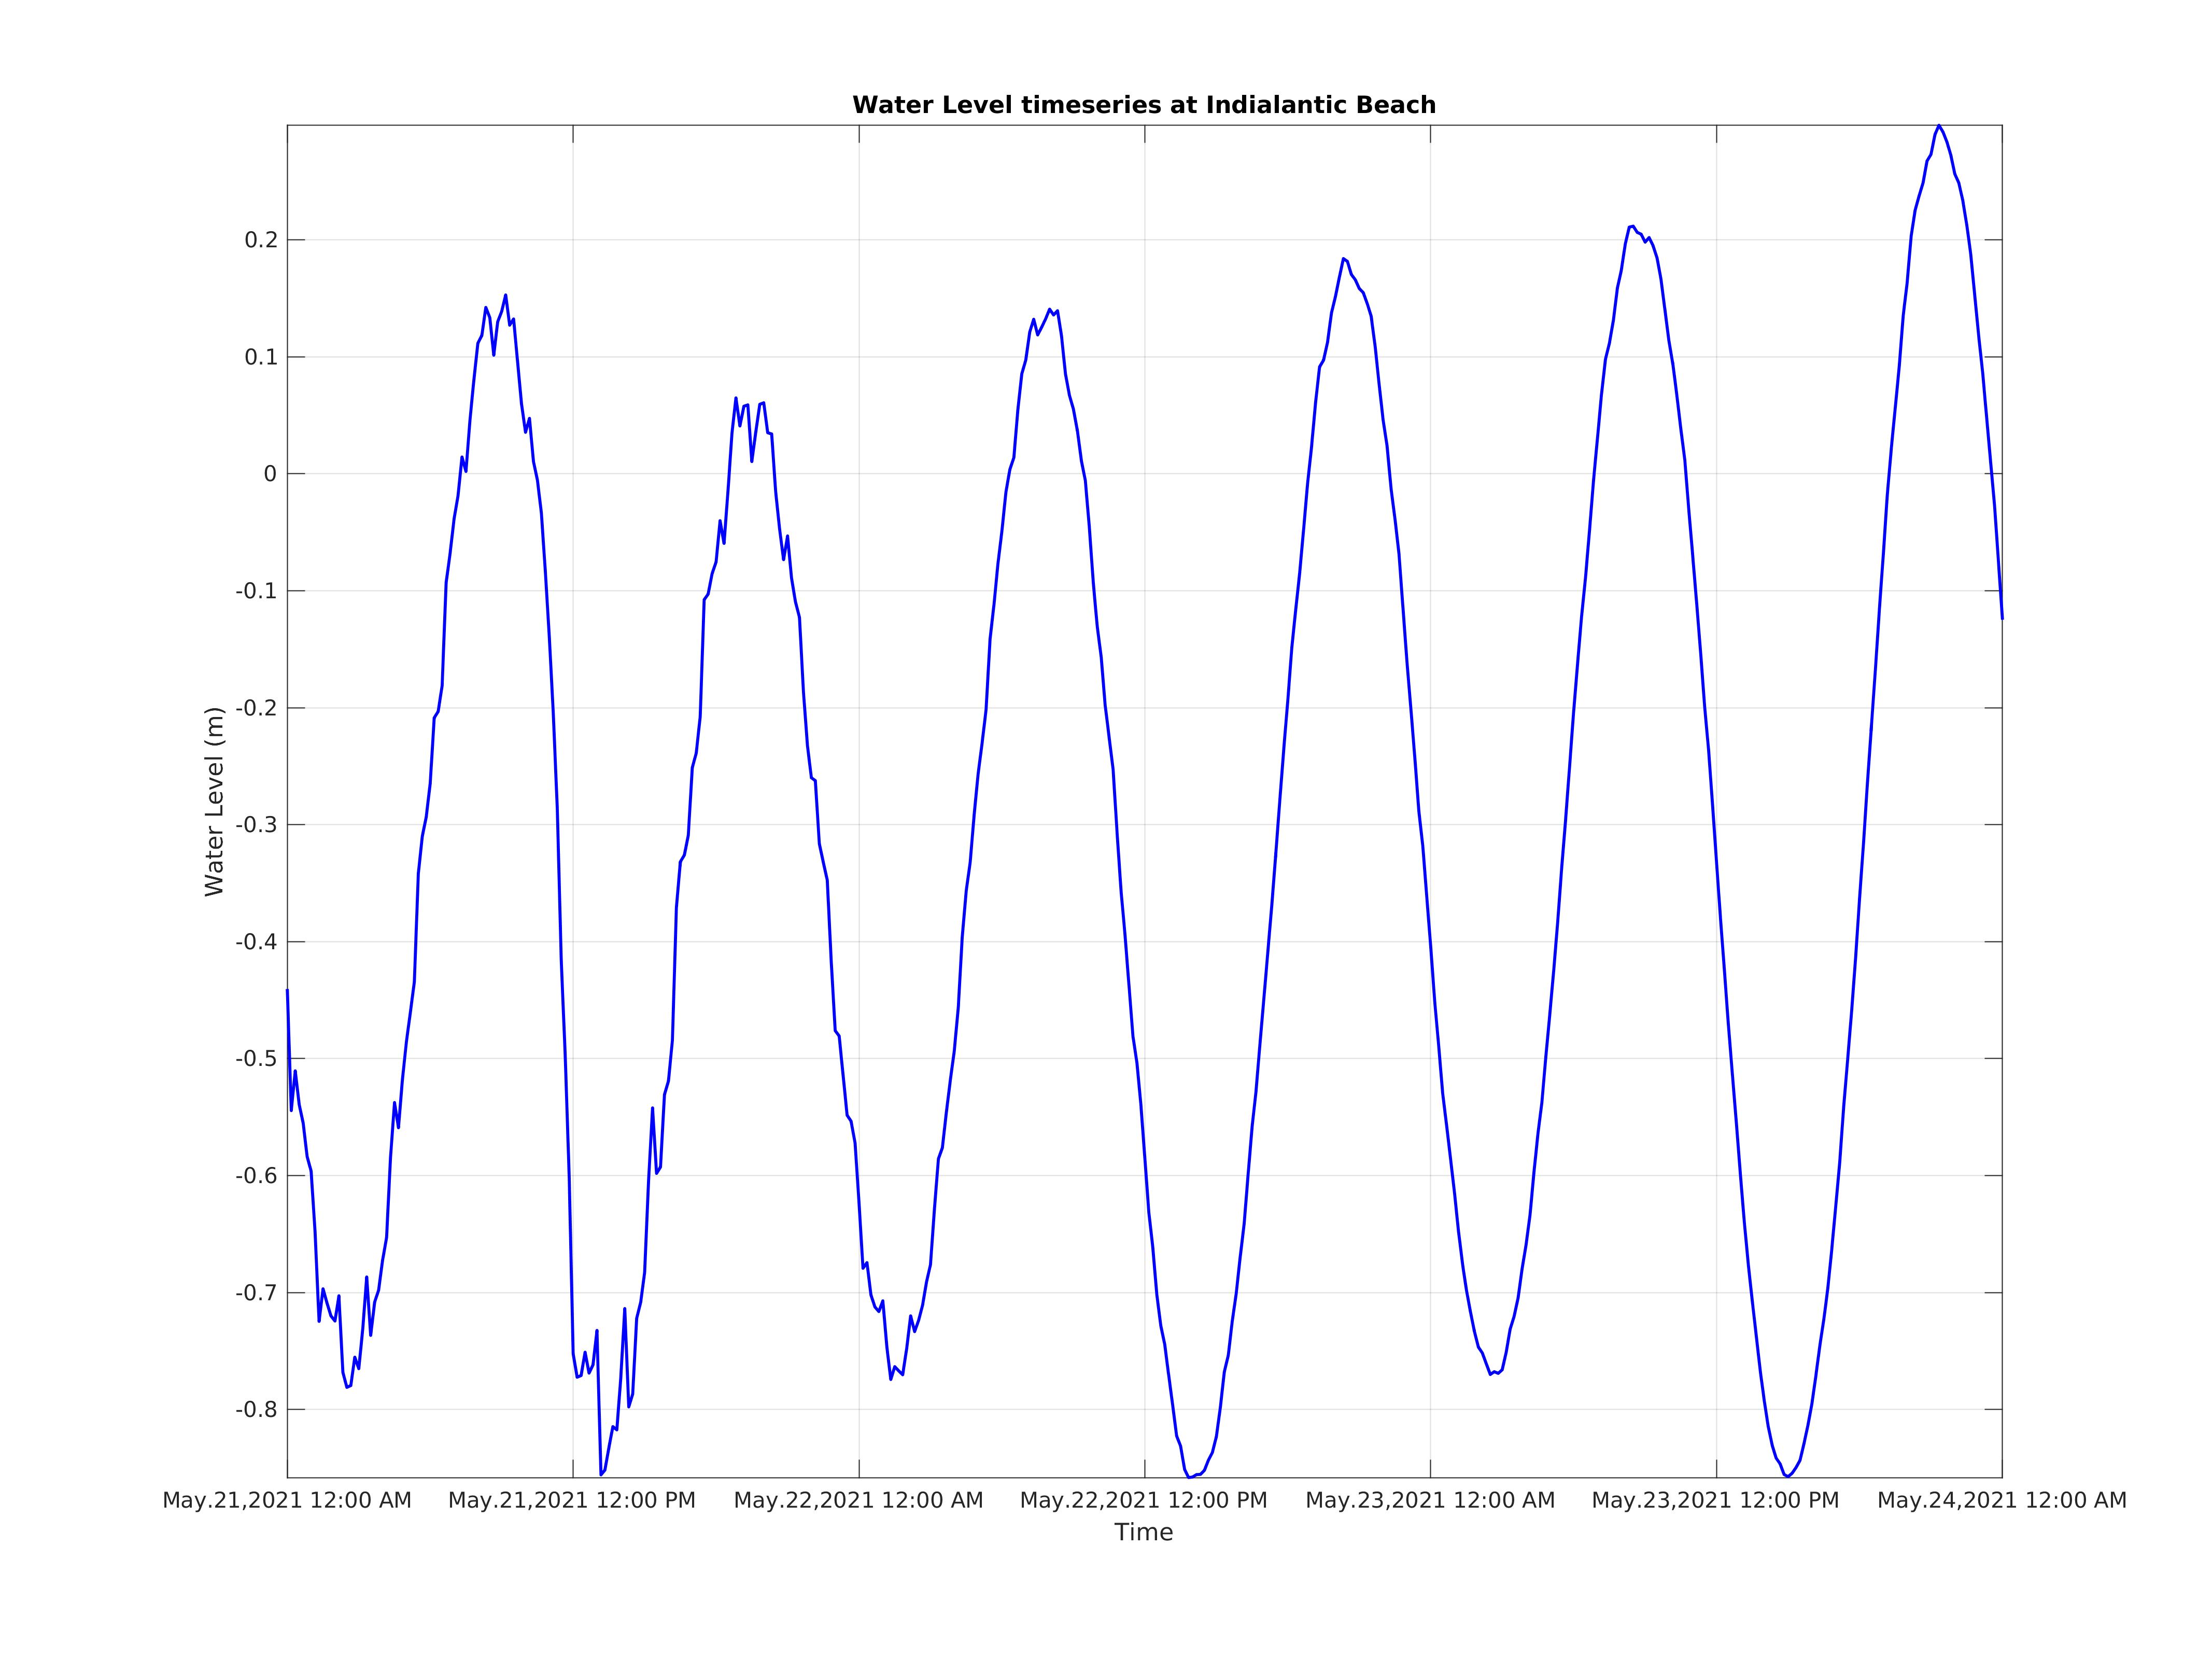 Water Level timeseries at Indialantic Beach
0.2
0.1
0
-0.1
-0.2
-0.3
-0.4
-0.5
-0.6
-0.7
-0.8
Water Level (m)
May.21,2021 12:00 AM
May.21,2021 12:00 PM
May.22,2021 12:00 AM
May.22,2021 12:00 PM
May.23,2021 12:00 AM
May.23,2021 12:00 PM
May.24,2021 12:00 AM
Time